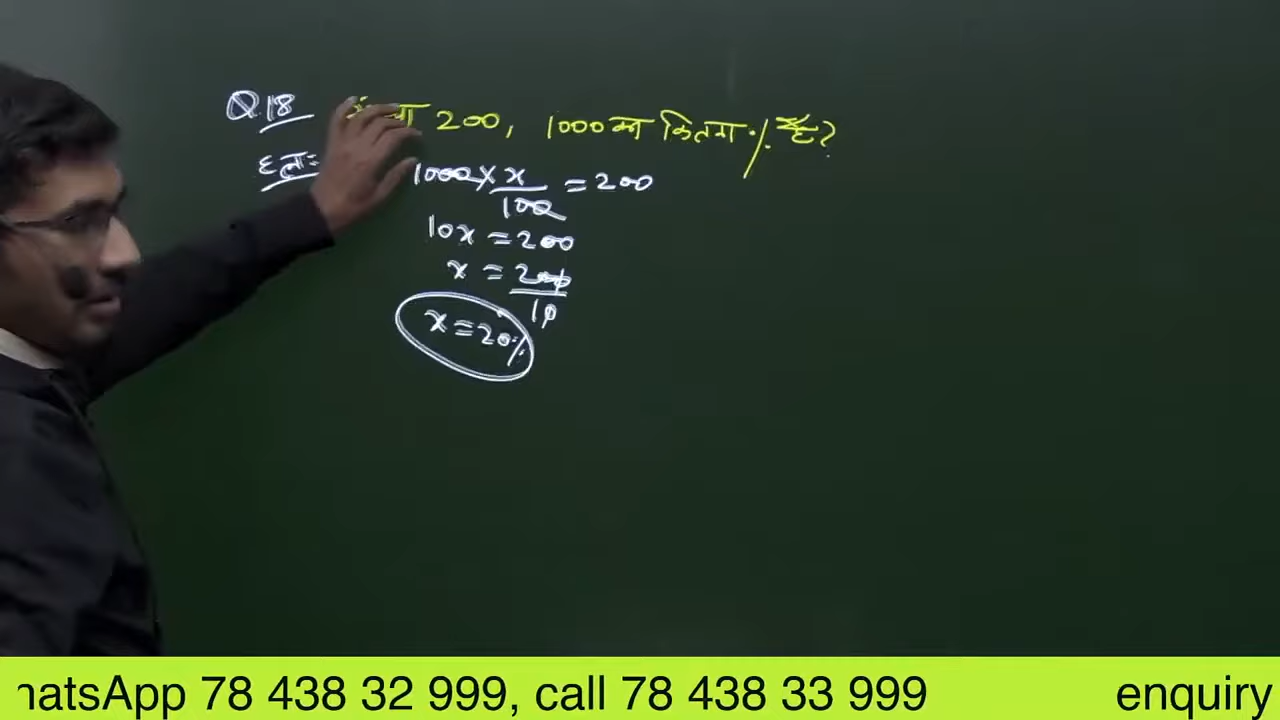 Q.18 200, 1000 का कितना % है?
हल:
1000 × x/100 = 200
10x = 200
x = 200/10
x = 20%
hatsApp 78 438 32 999, call 78 438 33 999 enquiry